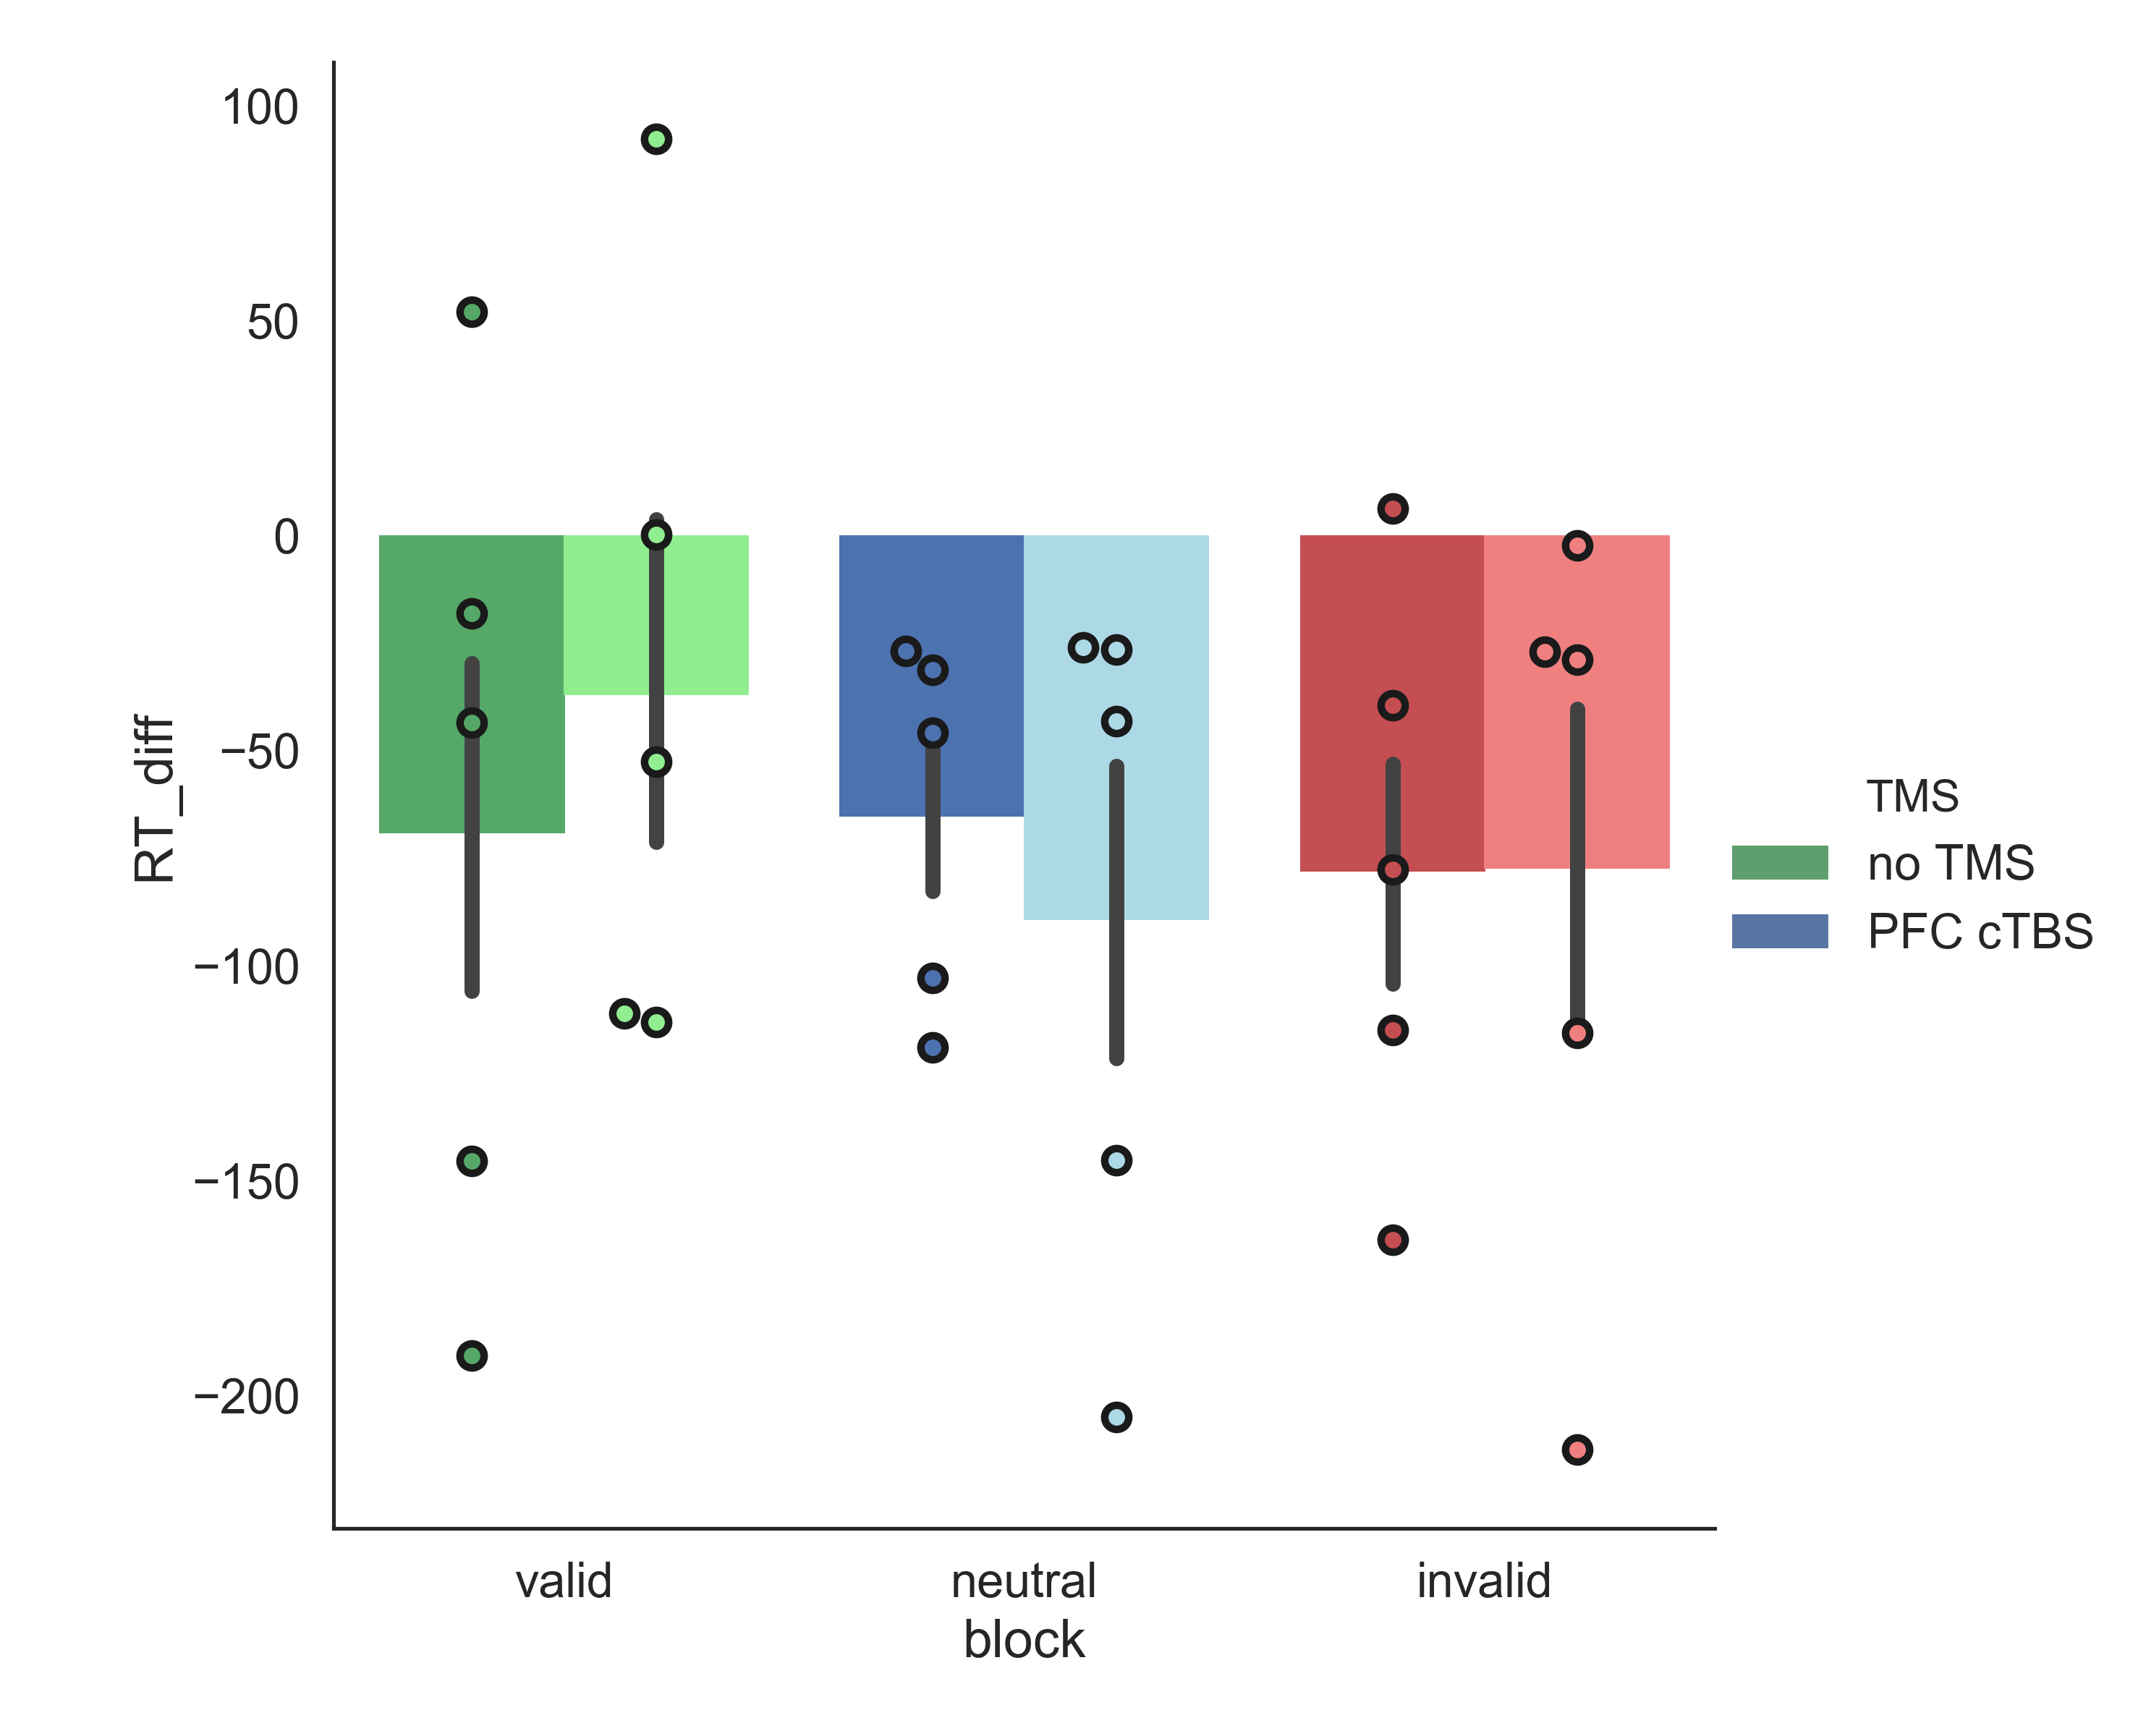 100
50
0
−50
−100
−150
−200
RT_diff
valid
neutral
invalid
block
TMS
no TMS
PFC cTBS